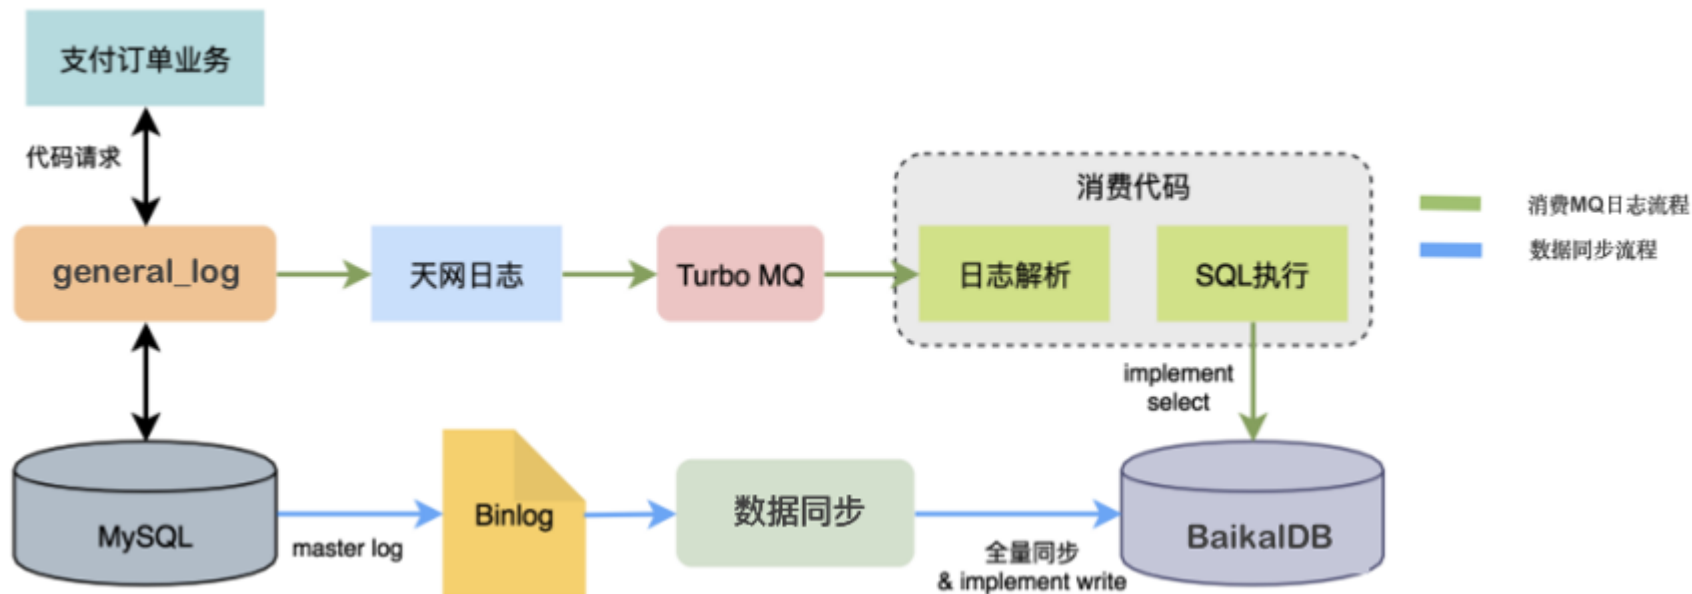 支付订单业务
代码请求
general_log
天网日志
Turbo MQ
消费代码
日志解析
SQL执行
消费MQ日志流程
数据同步流程
implement
select
MySQL
master log
Binlog
数据同步
全量同步
& implement write
BaikalDB